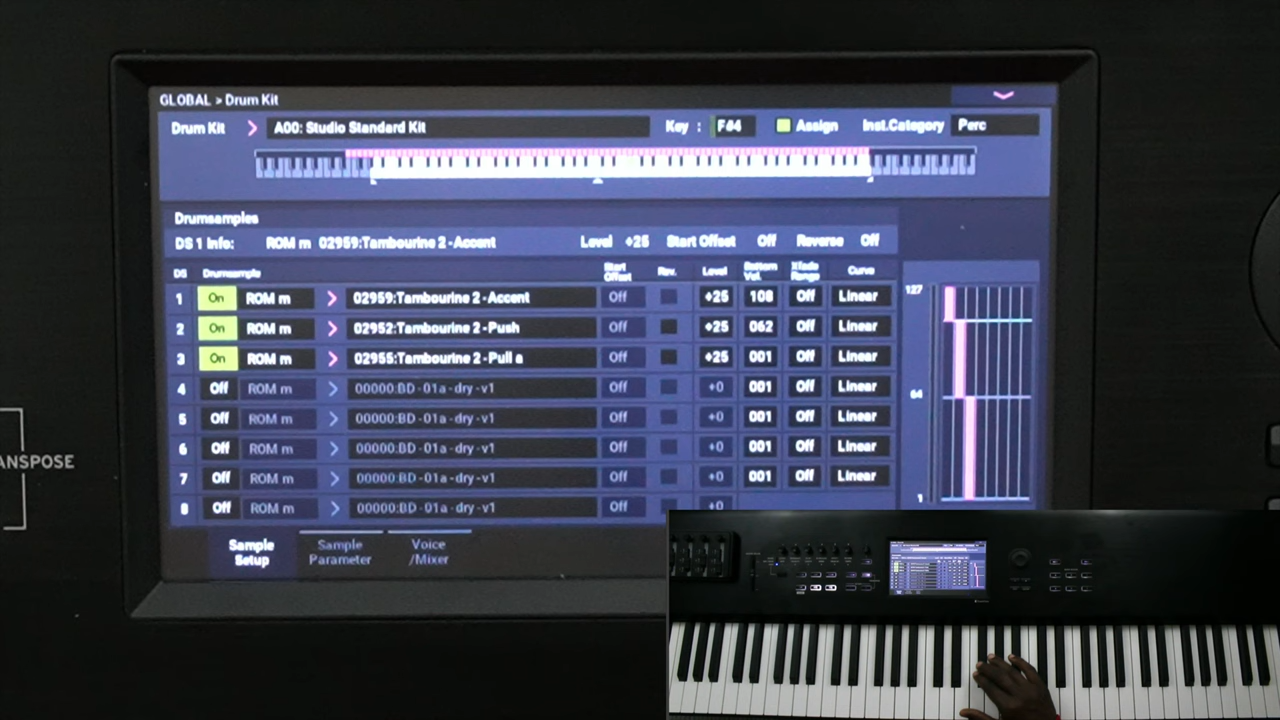 GLOBAL > Drum Kit
Drum Kit > A00: Studio Standard Kit Key : F#4 Assign Inst.Category Perc
Drumsamples
DS 1 Info: ROM m 02959:Tambourine 2-Accent Level +25 Start Offset Off Reverse Off
DS Drumsample Start Offset Rev. Level Bottom Vel. Xfade Range Curve
1 On ROM m > 02959:Tambourine 2-Accent Off +25 108 Off Linear
2 On ROM m > 02952:Tambourine 2-Push Off +25 062 Off Linear
3 On ROM m > 02955:Tambourine 2-Pull a Off +25 001 Off Linear
4 Off ROM m > 00000:BD-01a-dry-v1 Off +0 001 Off Linear
5 Off ROM m > 00000:BD-01a-dry-v1 Off +0 001 Off Linear
6 Off ROM m > 00000:BD-01a-dry-v1 Off +0 001 Off Linear
7 Off ROM m > 00000:BD-01a-dry-v1 Off +0 001 Off Linear
8 Off ROM m > 00000:BD-01a-dry-v1 Off +0
127
64
1
Sample Setup
Sample Parameter
Voice /Mixer
ANSPOSE